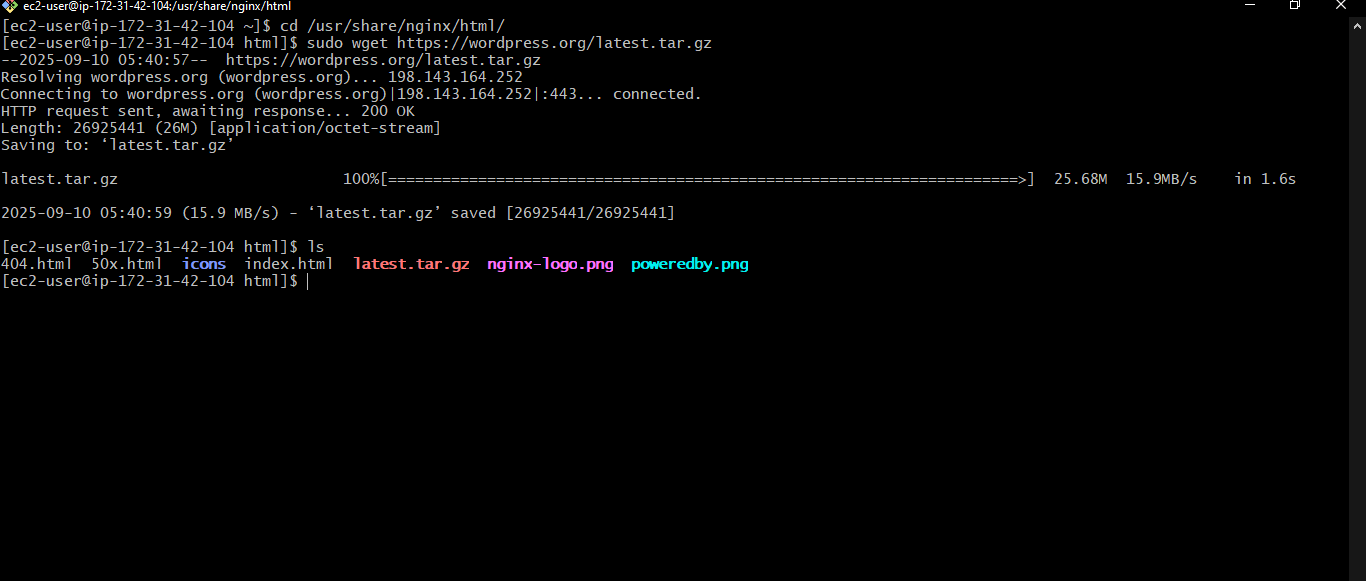 ec2-user@ip-172-31-42-104:/usr/share/nginx/html
[ec2-user@ip-172-31-42-104 ~]$ cd /usr/share/nginx/html/
[ec2-user@ip-172-31-42-104 html]$ sudo wget https://wordpress.org/latest.tar.gz
--2025-09-10 05:40:57--  https://wordpress.org/latest.tar.gz
Resolving wordpress.org (wordpress.org)... 198.143.164.252
Connecting to wordpress.org (wordpress.org)|198.143.164.252|:443... connected.
HTTP request sent, awaiting response... 200 OK
Length: 26925441 (26M) [application/octet-stream]
Saving to: ‘latest.tar.gz’
latest.tar.gz                         100%[======================================================================>]  25.68M  15.9MB/s    in 1.6s
2025-09-10 05:40:59 (15.9 MB/s) - ‘latest.tar.gz’ saved [26925441/26925441]
[ec2-user@ip-172-31-42-104 html]$ ls
404.html  50x.html  icons  index.html  latest.tar.gz  nginx-logo.png  poweredby.png
[ec2-user@ip-172-31-42-104 html]$